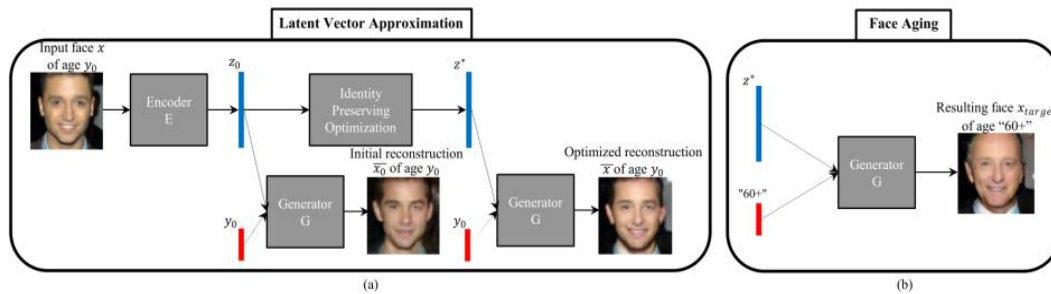 Latent Vector Approximation
Input face x
of age y₀
Encoder
E
z₀
Identity
Preserving
Optimization
z*
Initial reconstruction
x̅₀ of age y₀
Generator
G
y₀
Optimized reconstruction
x̅ of age y₀
Generator
G
y₀
(a)
Face Aging
z*
"60+"
Generator
G
Resulting face x_target
of age "60+"
(b)